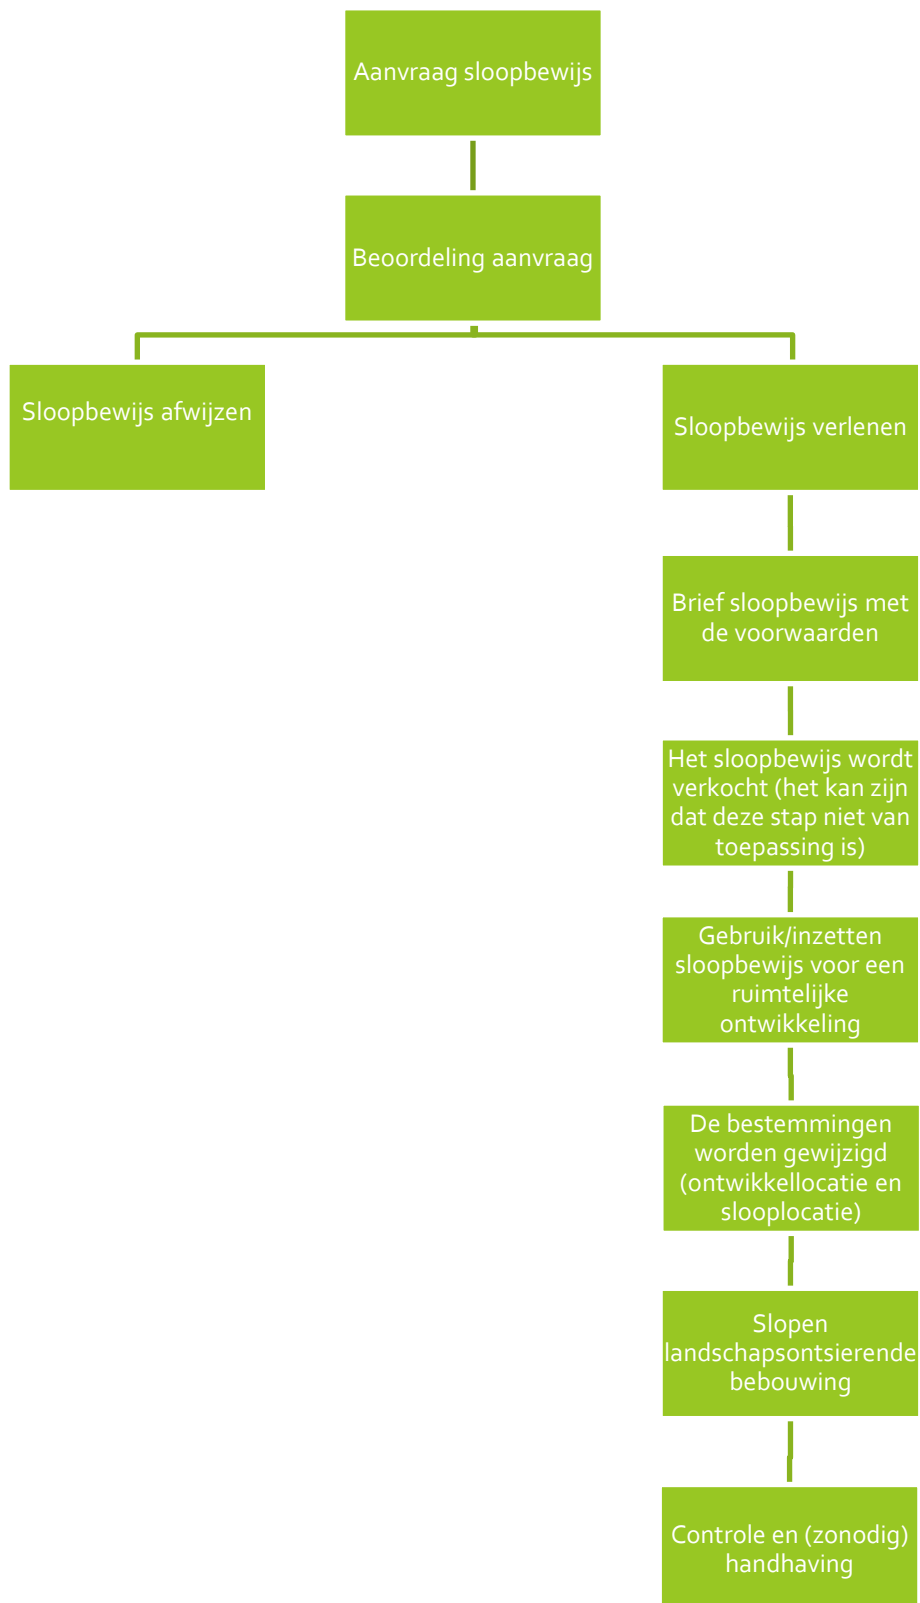 Aanvraag sloopbewijs
Beoordeling aanvraag
Sloopbewijs afwijzen
Sloopbewijs verlenen
Brief sloopbewijs met
de voorwaarden
Het sloopbewijs wordt
verkocht (het kan zijn
dat deze stap niet van
toepassing is)
Gebruik/inzetten
sloopbewijs voor een
ruimtelijke
ontwikkeling
De bestemmingen
worden gewijzigd
(ontwikkellocatie en
slooplocatie)
Slopen
landschapsontsierende
bebouwing
Controle en (zonodig)
handhaving